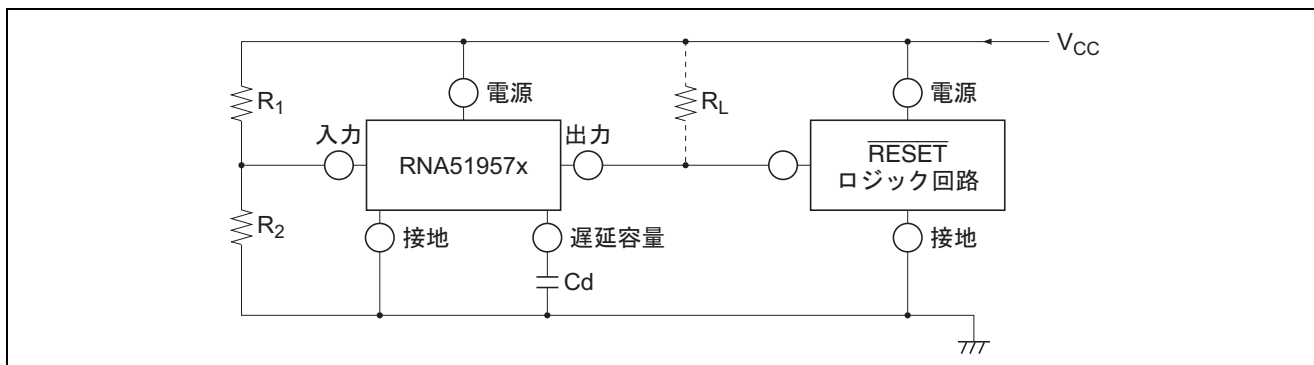 VCC
R1
電源
RL
電源
入力
出力
RNA51957x
RESET
ロジック回路
R2
接地
遅延容量
接地
Cd